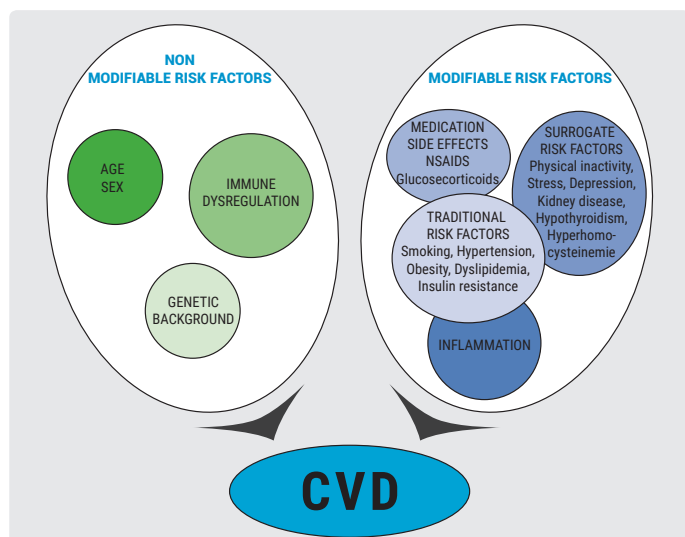 NON
MODIFIABLE RISK FACTORS
AGE
SEX
IMMUNE
DYSREGULATION
GENETIC
BACKGROUND
MODIFIABLE RISK FACTORS
MEDICATION
SIDE EFFECTS
NSAIDS
Glucosecorticoids
SURROGATE
RISK FACTORS
Physical inactivity,
Stress, Depression,
Kidney disease,
Hypothyroidism,
Hyperhomo-
cysteinemie
TRADITIONAL
RISK FACTORS
Smoking, Hypertension,
Obesity, Dyslipidemia,
Insulin resistance
INFLAMMATION
CVD